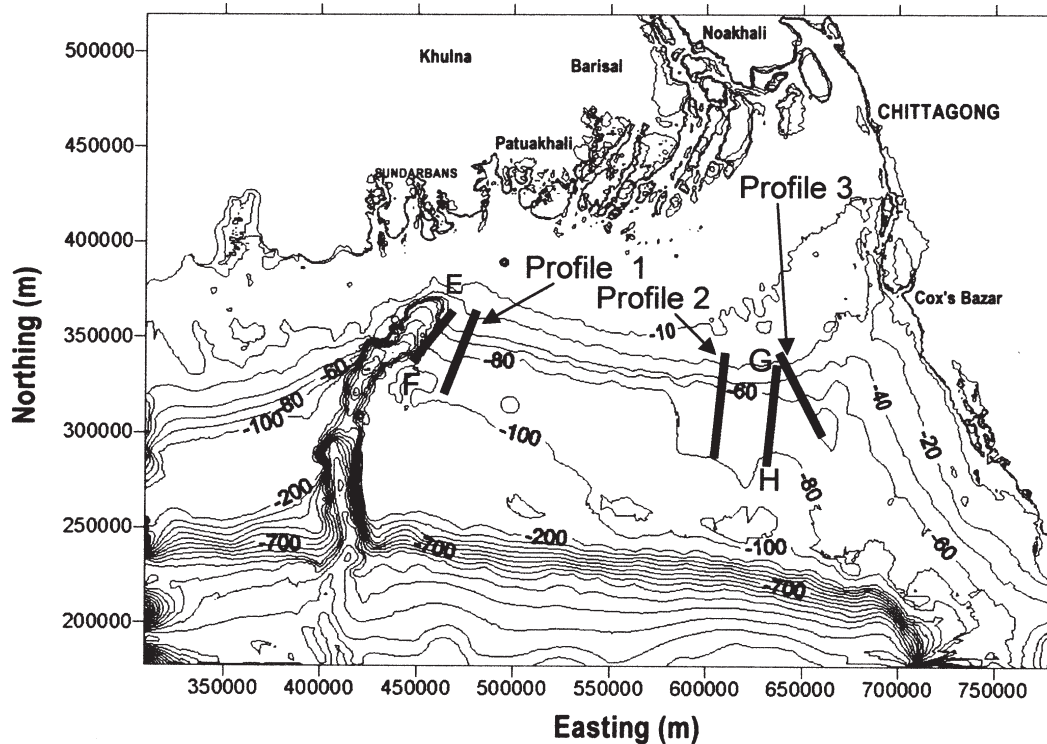 Northing (m)
500000
450000
400000
350000
300000
250000
200000
Khulna
Noakhali
Barisal
CHITTAGONG
Patuakhali
SUNDARBANS
Profile 3
Profile 1
E
Profile 2
Cox's Bazar
-10
-80
G
-60
F
-60
-40
-80
-100
-100
-20
H
-80
-200
-200
-100
-60
-700
-700
-700
350000
400000
450000
500000
550000
600000
650000
700000
750000
Easting (m)